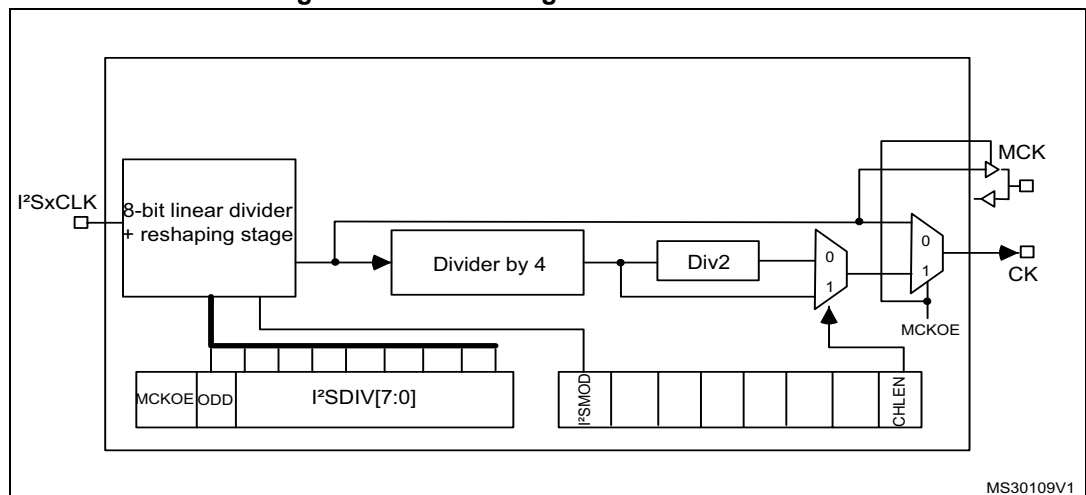 MCK
I²SxCLK
8-bit linear divider
+ reshaping stage
0
Divider by 4
Div2
0
1
1
CK
MCKOE
MCKOE
ODD
I²SDIV[7:0]
I²SMOD
CHLEN
MS30109V1